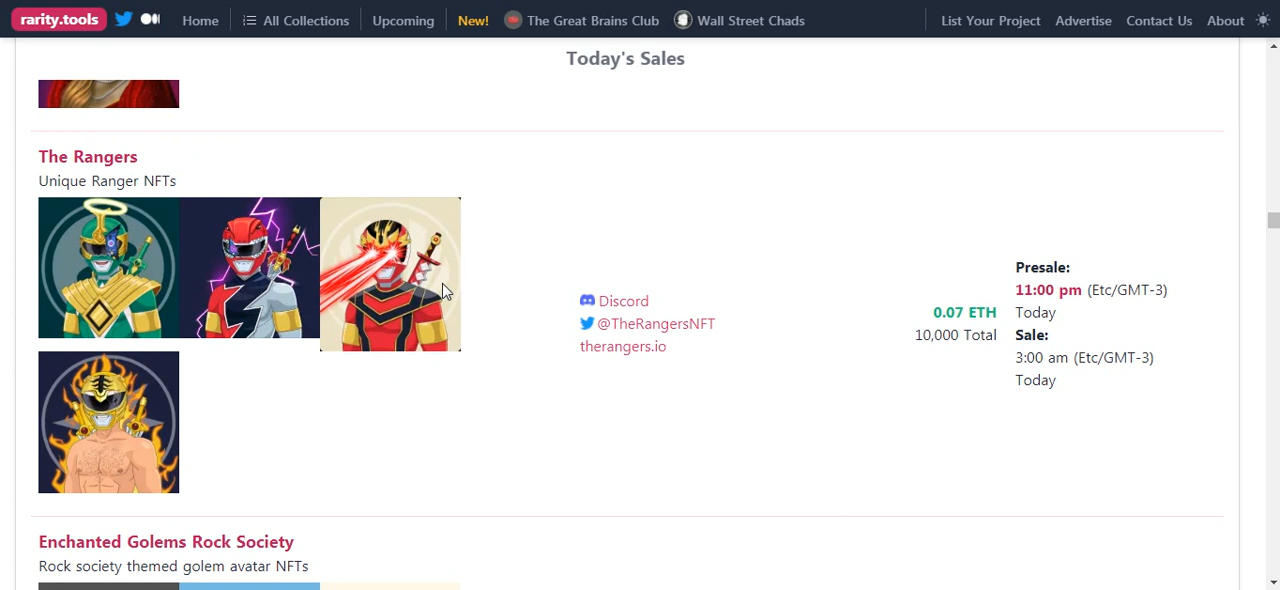 rarity.tools Home All Collections Upcoming New! The Great Brains Club Wall Street Chads List Your Project Advertise Contact Us About
Today's Sales
The Rangers
Unique Ranger NFTs
Discord
@TheRangersNFT
therangers.io
0.07 ETH
10,000 Total
Presale:
11:00 pm (Etc/GMT-3)
Today
Sale:
3:00 am (Etc/GMT-3)
Today
Enchanted Golems Rock Society
Rock society themed golem avatar NFTs